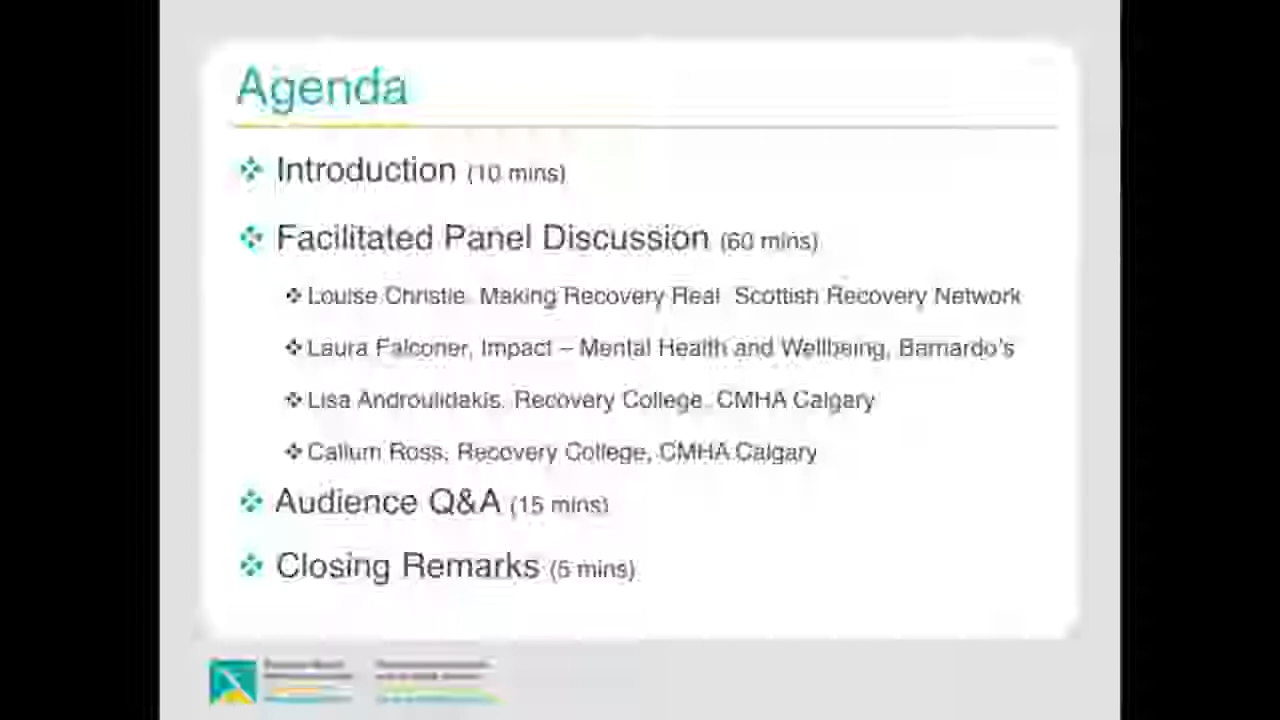 Agenda
Introduction (10 mins)
Facilitated Panel Discussion (60 mins)
Louise Christie, Making Recovery Real, Scottish Recovery Network
Laura Falconer, Impact – Mental Health and Wellbeing, Barnardo's
Lisa Androulidakis, Recovery College, CMHA Calgary
Callum Ross, Recovery College, CMHA Calgary
Audience Q&A (15 mins)
Closing Remarks (5 mins)